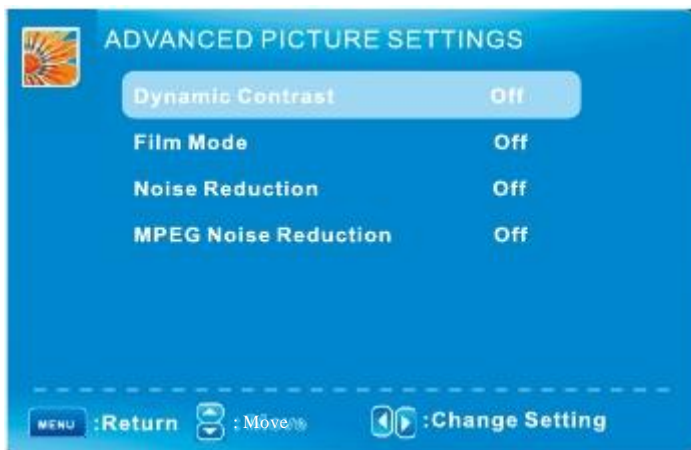 ADVANCED PICTURE SETTINGS
Dynamic Contrast Off
Film Mode Off
Noise Reduction Off
MPEG Noise Reduction Off
MENU :Return : Move :Change Setting